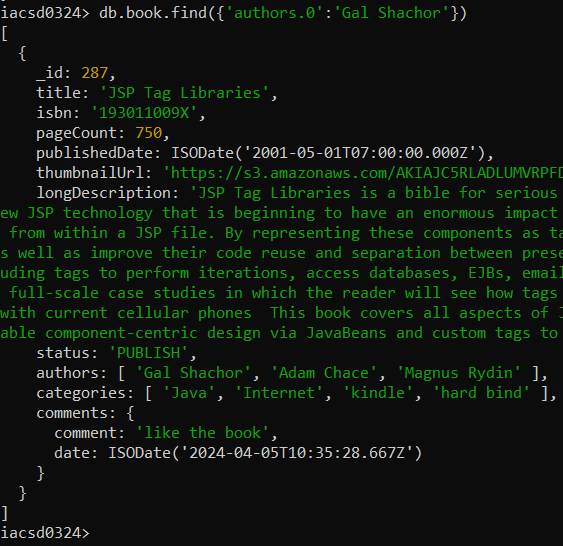 iacsd0324> db.book.find({'authors.0':'Gal Shachor'})
[
  {
    _id: 287,
    title: 'JSP Tag Libraries',
    isbn: '193011009X',
    pageCount: 750,
    publishedDate: ISODate('2001-05-01T07:00:00.000Z'),
    thumbnailUrl: 'https://s3.amazonaws.com/AKIAJC5RLADLUMVRPFD
    longDescription: 'JSP Tag Libraries is a bible for serious
ew JSP technology that is beginning to have an enormous impact
 from within a JSP file. By representing these components as ta
s well as improve their code reuse and separation between prese
uding tags to perform iterations, access databases, EJBs, email
 full-scale case studies in which the reader will see how tags
with current cellular phones  This book covers all aspects of J
able component-centric design via JavaBeans and custom tags to
    status: 'PUBLISH',
    authors: [ 'Gal Shachor', 'Adam Chace', 'Magnus Rydin' ],
    categories: [ 'Java', 'Internet', 'kindle', 'hard bind' ],
    comments: {
      comment: 'like the book',
      date: ISODate('2024-04-05T10:35:28.667Z')
    }
  }
]
iacsd0324>